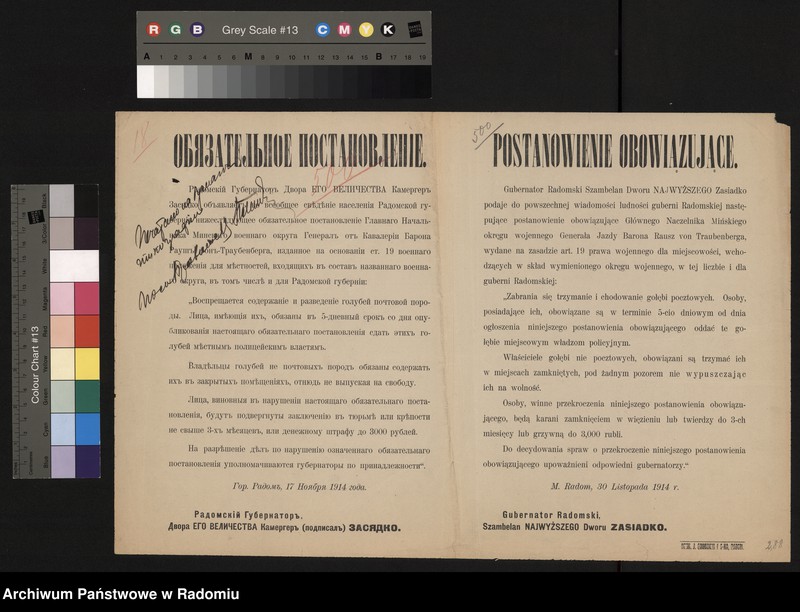 R G B Grey Scale #13 C M Y K
A 1 2 3 4 5 6 M 8 9 10 11 12 13 14 15 B 17 18 19
Colour Chart #13
Blue Cyan Green Yellow Red Magenta White 3/Color Black
IV
500
500
ОБЯЗАТЕЛЬНОЕ ПОСТАНОВЛЕНІЕ.
Радомскій Губернаторъ Двора ЕГО ВЕЛИЧЕСТВА Камергеръ
Засядко объявляетъ во всеобщее свѣдѣніе населенія Радомской гу-
берніи нижеслѣдующее обязательное постановленіе Главнаго Началь-
ника Минскаго военнаго округа Генералъ отъ Кавалеріи Барона
Раушъ-фонъ-Траубенберга, изданное на основаніи ст. 19 военнаго
положенія для мѣстностей, входящихъ въ составъ названнаго военна-
го округа, въ томъ числѣ и для Радомской губерніи:
„Воспрещается содержаніе и разведеніе голубей почтовой поро-
ды. Лица, имѣющія ихъ, обязаны въ 5-дневный срокъ со дня опу-
бликованія настоящаго обязательнаго постановленія сдать этихъ го-
лубей мѣстнымъ полицейскимъ властямъ.
Владѣльцы голубей не почтовыхъ породъ обязаны содержать
ихъ въ закрытыхъ помѣщеніяхъ, отнюдь не выпуская на свободу.
Лица, виновныя въ нарушеніи настоящаго обязательнаго поста-
новленія, будутъ подвергнуты заключенію въ тюрьмѣ или крѣпости
не свыше 3-хъ мѣсяцевъ, или денежному штрафу до 3000 рублей.
На разрѣшеніе дѣлъ по нарушенію означеннаго обязательнаго
постановленія уполномачиваются губернаторы по принадлежности“.
Гор. Радомъ, 17 Ноября 1914 года.
Радомскій Губернаторъ,
Двора ЕГО ВЕЛИЧЕСТВА Камергеръ (подписалъ) ЗАСЯДКО.
POSTANOWIENIE OBOWIĄZUJĄCE.
Gubernator Radomski Szambelan Dworu NAJWYŻSZEGO Zasiadko
podaje do powszechnej wiadomości ludności guberni Radomskiej nastę-
pujące postanowienie obowiązujące Głównego Naczelnika Mińskiego
okręgu wojennego Generała Jazdy Barona Rausz von Traubenberga,
wydane na zasadzie art. 19 prawa wojennego dla miejscowości, wcho-
dzących w skład wymienionego okręgu wojennego, w tej liczbie i dla
guberni Radomskiej:
„Zabrania się trzymanie i chodowanie gołębi pocztowych. Osoby,
posiadające ich, obowiązane są w terminie 5-cio dniowym od dnia
ogłoszenia niniejszego postanowienia obowiązującego oddać te go-
łębie miejscowym władzom policyjnym.
Właściciele gołębi nie pocztowych, obowiązani są trzymać ich
w miejscach zamkniętych, pod żadnym pozorem nie wypuszczając
ich na wolność.
Osoby, winne przekroczenia niniejszego postanowienia obowiązu-
jącego, będą karani zamknięciem w więzieniu lub twierdzy do 3-ch
miesięcy lub grzywną do 3,000 rubli.
Do decydowania spraw o przekroczenie niniejszego postanowienia
obowiązującego upoważnieni odpowiedni gubernatorzy.“
M. Radom, 30 Listopada 1914 r.
Gubernator Radomski,
Szambelan NAJWYŻSZEGO Dworu ZASIADKO.
Archiwum Państwowe w Radomiu